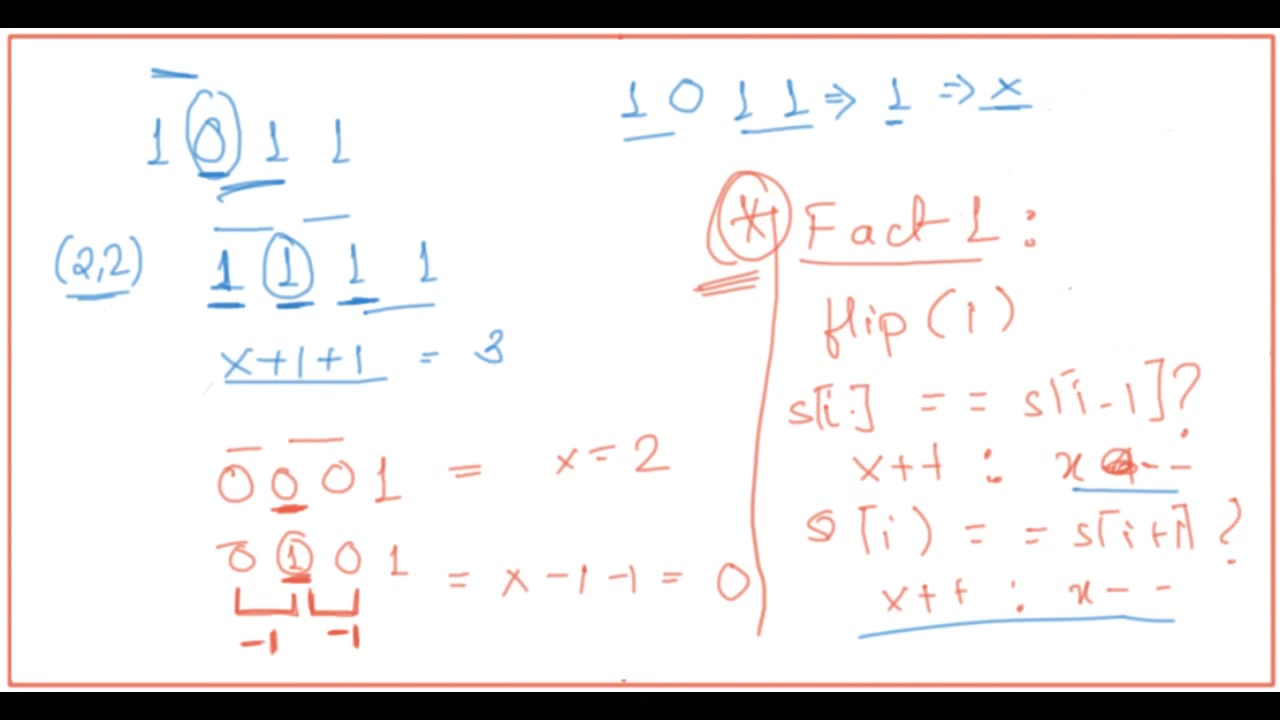 1 0 1 1
(2,2) 1 1 1 1
x+1+1 = 3
0 0 0 1 = x = 2
0 1 0 1 = x - 1 - 1 = 0
-1 -1
1 0 1 1 => 1 => x
* Fact 1 :
flip (i)
s[i] == s[i-1]?
x++ : x--
s[i] == s[i+1]?
x++ : x--